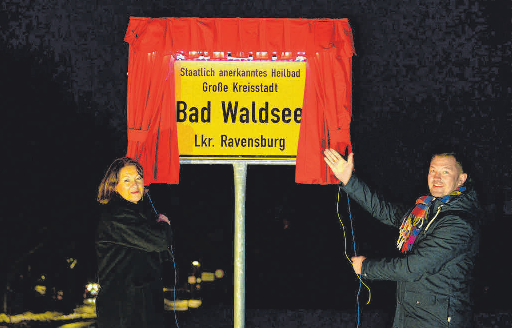 Staatlich anerkanntes Heilbad
Große Kreisstadt
Bad Waldsee
Lkr. Ravensburg